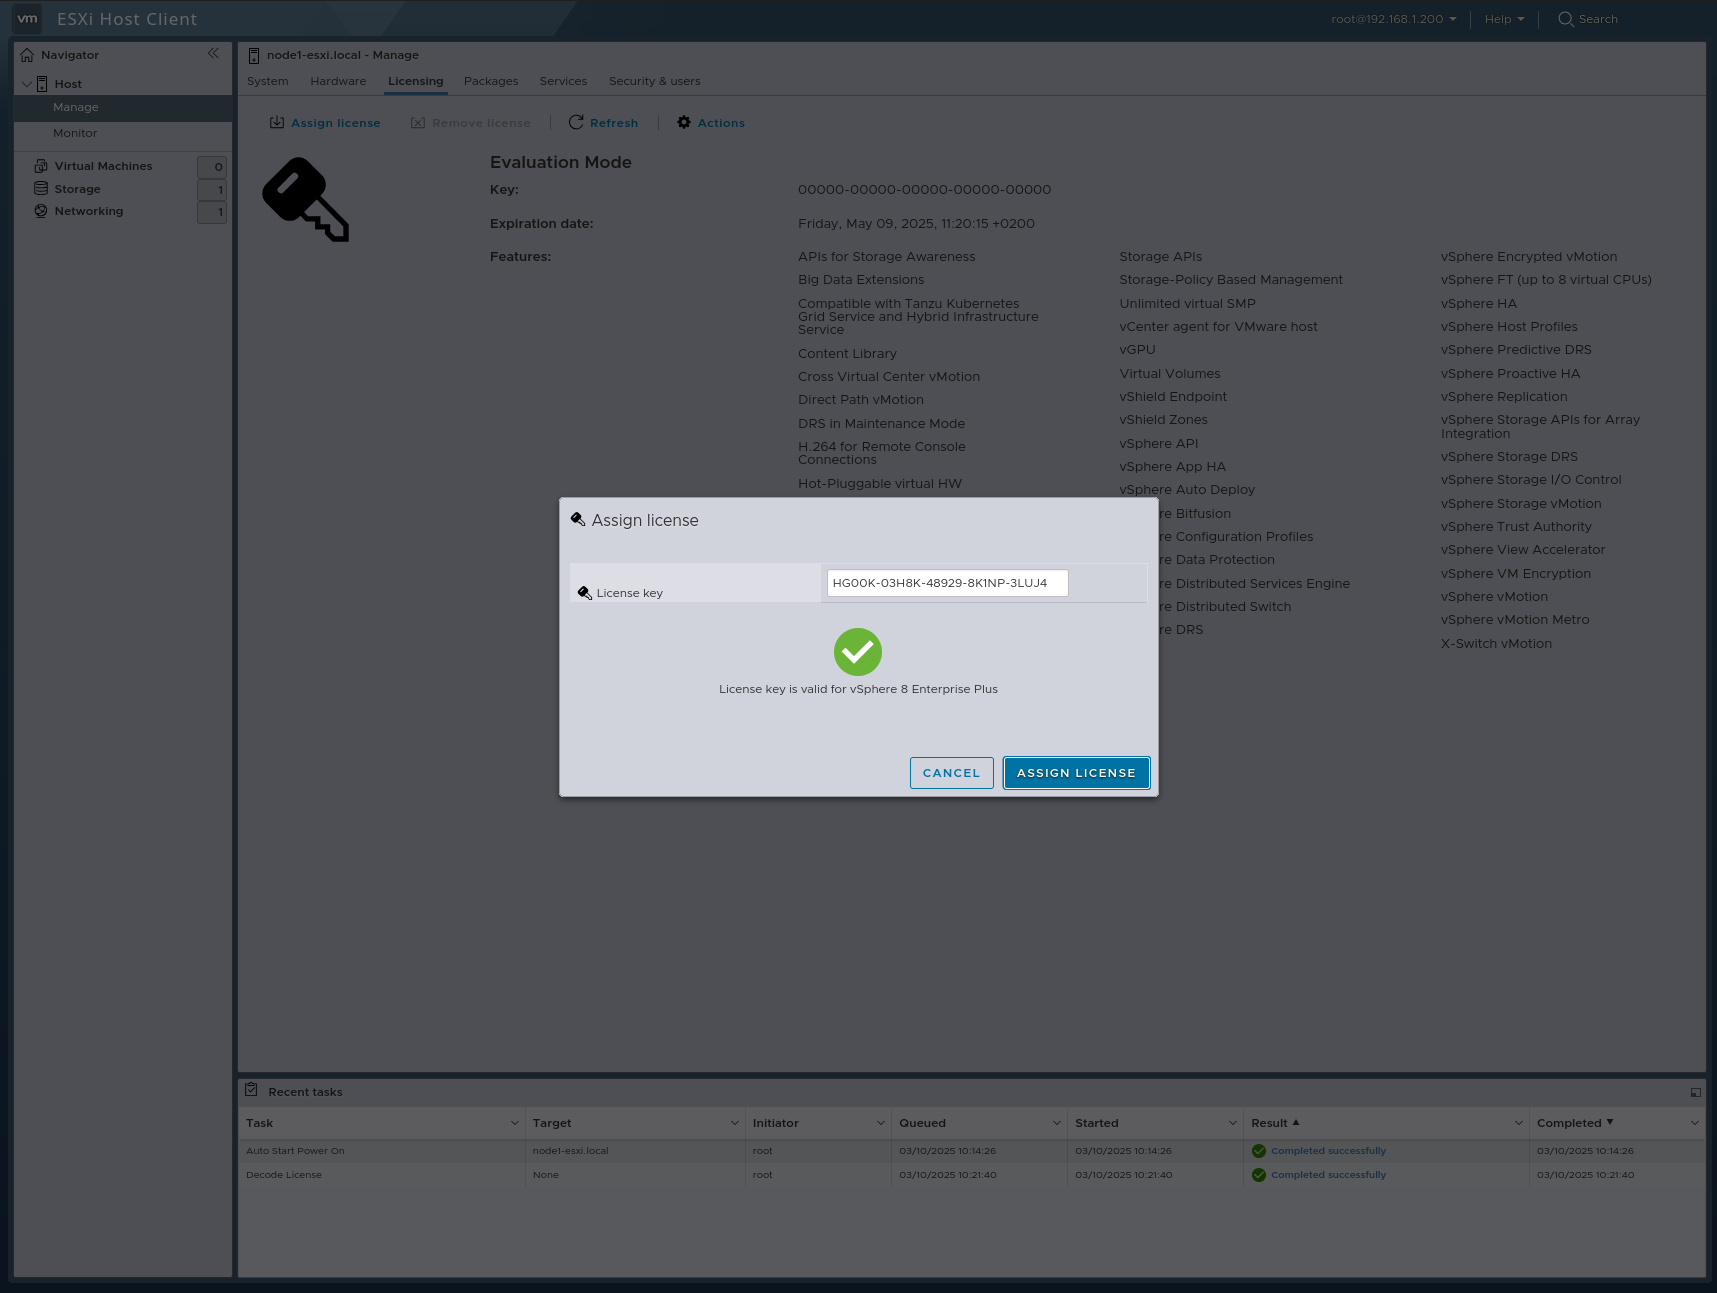 vm ESXi Host Client
root@192.168.1.200 Help Search
Navigator
Host
Manage
Monitor
Virtual Machines 0
Storage 1
Networking 1
node1-esxi.local - Manage
System Hardware Licensing Packages Services Security & users
Assign license Remove license Refresh Actions
Evaluation Mode
Key: 00000-00000-00000-00000-00000
Expiration date: Friday, May 09, 2025, 11:20:15 +0200
Features:
APIs for Storage Awareness
Big Data Extensions
Compatible with Tanzu Kubernetes
Grid Service and Hybrid Infrastructure
Service
Content Library
Cross Virtual Center vMotion
Direct Path vMotion
DRS in Maintenance Mode
H.264 for Remote Console
Connections
Hot-Pluggable virtual HW
Storage APIs
Storage-Policy Based Management
Unlimited virtual SMP
vCenter agent for VMware host
vGPU
Virtual Volumes
vShield Endpoint
vShield Zones
vSphere API
vSphere App HA
vSphere Auto Deploy
re Bitfusion
re Configuration Profiles
re Data Protection
re Distributed Services Engine
re Distributed Switch
re DRS
vSphere Encrypted vMotion
vSphere FT (up to 8 virtual CPUs)
vSphere HA
vSphere Host Profiles
vSphere Predictive DRS
vSphere Proactive HA
vSphere Replication
vSphere Storage APIs for Array
Integration
vSphere Storage DRS
vSphere Storage I/O Control
vSphere Storage vMotion
vSphere Trust Authority
vSphere View Accelerator
vSphere VM Encryption
vSphere vMotion
vSphere vMotion Metro
X-Switch vMotion
Assign license
License key HG00K-03H8K-48929-8K1NP-3LUJ4
License key is valid for vSphere 8 Enterprise Plus
CANCEL ASSIGN LICENSE
Recent tasks
Task Target Initiator Queued Started Result Completed
Auto Start Power On node1-esxi.local root 03/10/2025 10:14:26 03/10/2025 10:14:26 Completed successfully 03/10/2025 10:14:26
Decode License None root 03/10/2025 10:21:40 03/10/2025 10:21:40 Completed successfully 03/10/2025 10:21:40